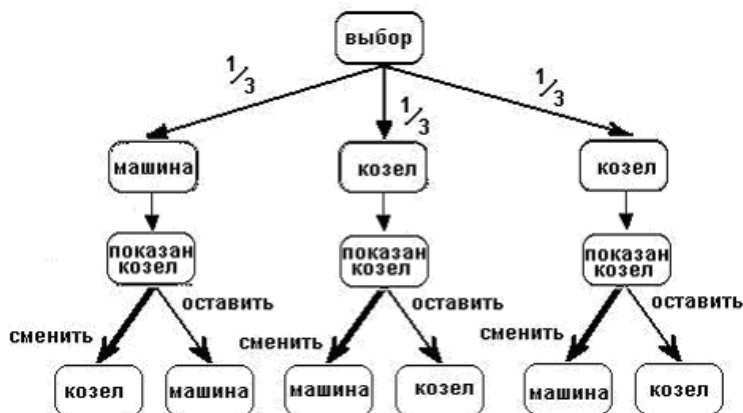 выбор
1/3
1/3
1/3
машина
козел
козел
показан
козел
показан
козел
показан
козел
сменить
оставить
сменить
оставить
сменить
оставить
козел
машина
машина
козел
машина
козел